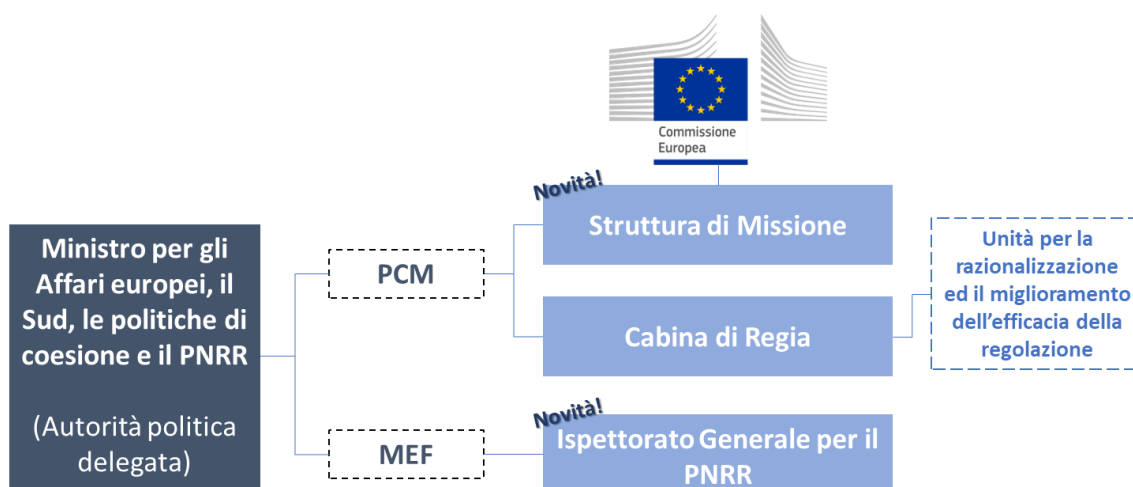 Commissione
Europea
Novità!
Struttura di Missione
Ministro per gli
Affari europei, il
Sud, le politiche di
coesione e il PNRR
(Autorità politica
delegata)
PCM
Cabina di Regia
Unità per la
razionalizzazione
ed il miglioramento
dell’efficacia della
regolazione
MEF
Novità!
Ispettorato Generale per il
PNRR